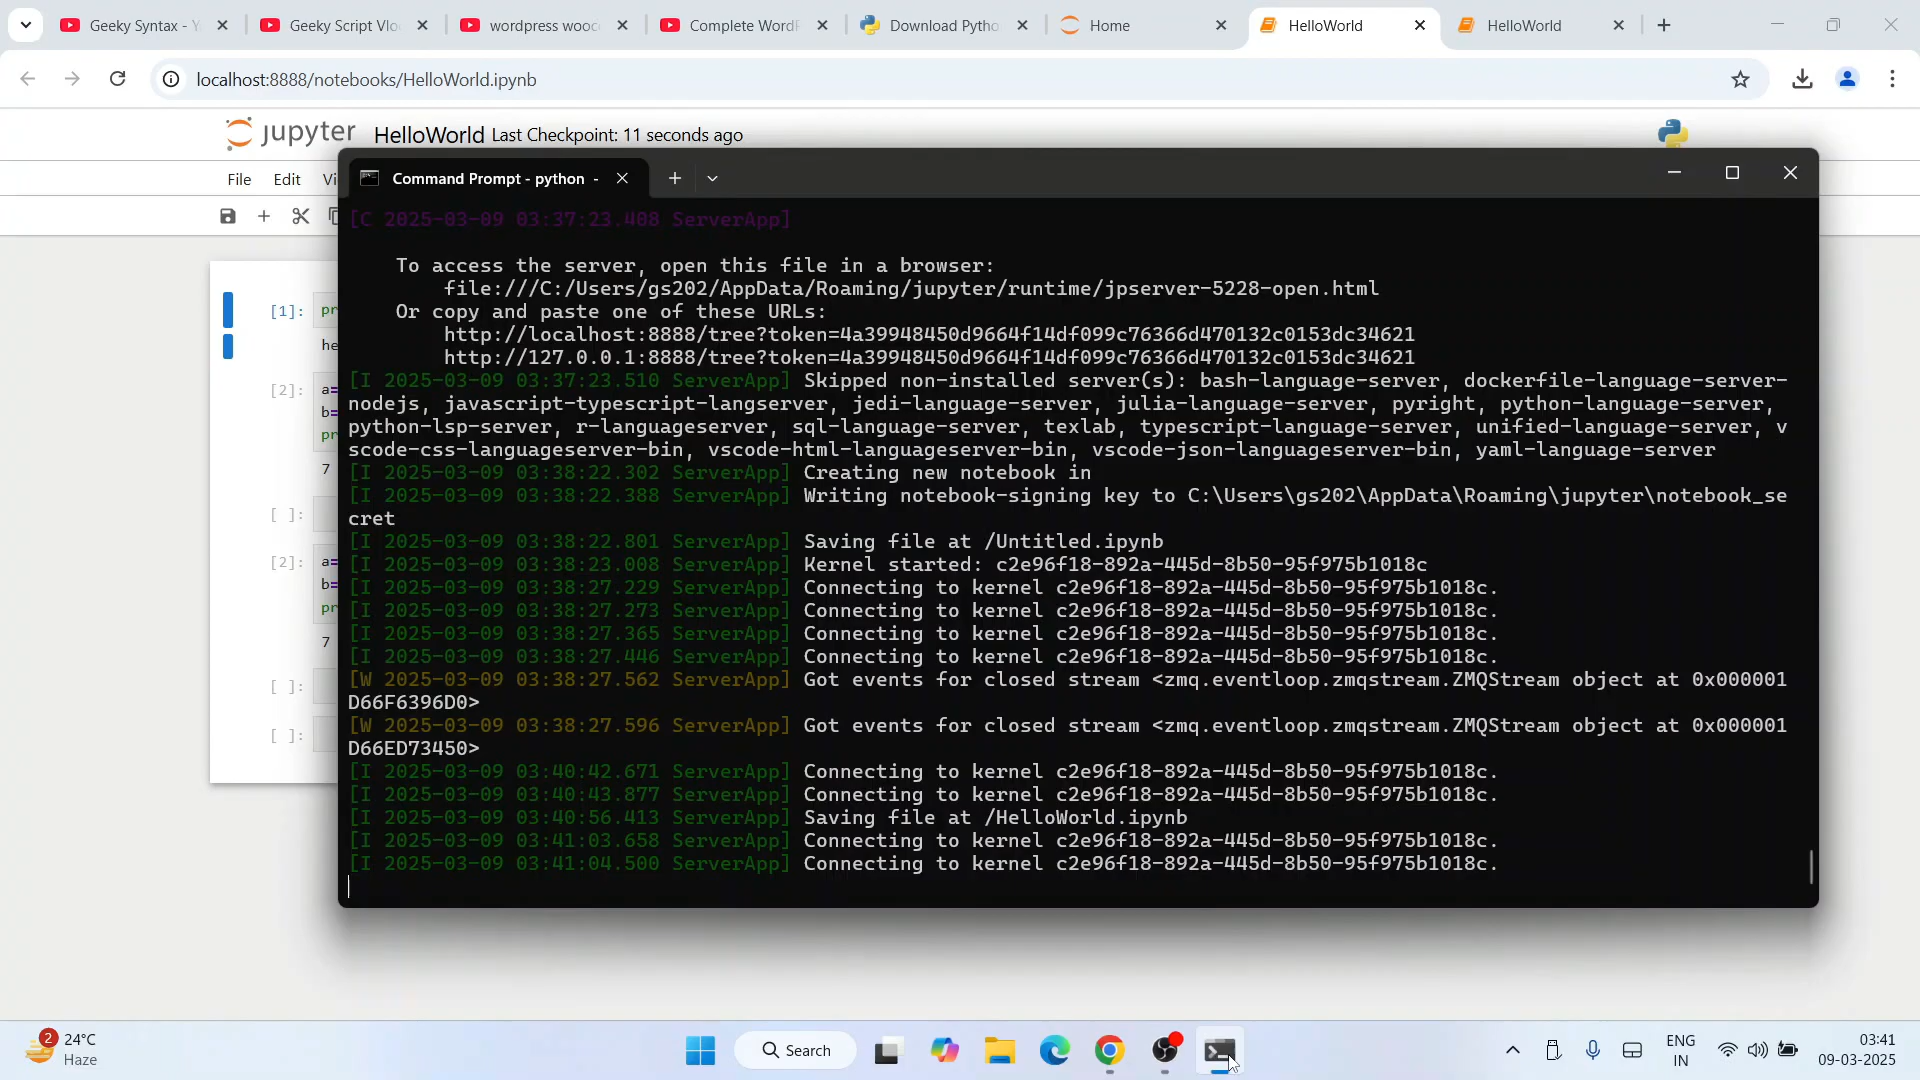 Geeky Syntax - Y
Geeky Script Vlo
wordpress wooc
Complete WordP
Download Pytho
Home
HelloWorld
HelloWorld
localhost:8888/notebooks/HelloWorld.ipynb
jupyter HelloWorld Last Checkpoint: 11 seconds ago
File Edit Vi
Command Prompt - python -
[C 2025-03-09 03:37:23.408 ServerApp]
To access the server, open this file in a browser:
file:///C:/Users/gs202/AppData/Roaming/jupyter/runtime/jpserver-5228-open.html
Or copy and paste one of these URLs:
http://localhost:8888/tree?token=4a39948450d9664f14df099c76366d470132c0153dc34621
http://127.0.0.1:8888/tree?token=4a39948450d9664f14df099c76366d470132c0153dc34621
[I 2025-03-09 03:37:23.510 ServerApp] Skipped non-installed server(s): bash-language-server, dockerfile-language-server-
nodejs, javascript-typescript-langserver, jedi-language-server, julia-language-server, pyright, python-language-server,
python-lsp-server, r-languageserver, sql-language-server, texlab, typescript-language-server, unified-language-server, v
scode-css-languageserver-bin, vscode-html-languageserver-bin, vscode-json-languageserver-bin, yaml-language-server
[I 2025-03-09 03:38:22.302 ServerApp] Creating new notebook in
[I 2025-03-09 03:38:22.388 ServerApp] Writing notebook-signing key to C:\Users\gs202\AppData\Roaming\jupyter\notebook_se
cret
[I 2025-03-09 03:38:22.801 ServerApp] Saving file at /Untitled.ipynb
[I 2025-03-09 03:38:23.008 ServerApp] Kernel started: c2e96f18-892a-445d-8b50-95f975b1018c
[I 2025-03-09 03:38:27.229 ServerApp] Connecting to kernel c2e96f18-892a-445d-8b50-95f975b1018c.
[I 2025-03-09 03:38:27.273 ServerApp] Connecting to kernel c2e96f18-892a-445d-8b50-95f975b1018c.
[I 2025-03-09 03:38:27.365 ServerApp] Connecting to kernel c2e96f18-892a-445d-8b50-95f975b1018c.
[I 2025-03-09 03:38:27.446 ServerApp] Connecting to kernel c2e96f18-892a-445d-8b50-95f975b1018c.
[W 2025-03-09 03:38:27.562 ServerApp] Got events for closed stream <zmq.eventloop.zmqstream.ZMQStream object at 0x000001
D66F6396D0>
[W 2025-03-09 03:38:27.596 ServerApp] Got events for closed stream <zmq.eventloop.zmqstream.ZMQStream object at 0x000001
D66ED73450>
[I 2025-03-09 03:40:42.671 ServerApp] Connecting to kernel c2e96f18-892a-445d-8b50-95f975b1018c.
[I 2025-03-09 03:40:43.877 ServerApp] Connecting to kernel c2e96f18-892a-445d-8b50-95f975b1018c.
[I 2025-03-09 03:40:56.413 ServerApp] Saving file at /HelloWorld.ipynb
[I 2025-03-09 03:41:03.658 ServerApp] Connecting to kernel c2e96f18-892a-445d-8b50-95f975b1018c.
[I 2025-03-09 03:41:04.500 ServerApp] Connecting to kernel c2e96f18-892a-445d-8b50-95f975b1018c.
[1]: pr
he
[2]: a=
b=
pr
7
[ ]:
[2]: a=
b=
pr
7
[ ]:
[ ]:
2
24°C
Haze
Search
ENG
IN
03:41
09-03-2025